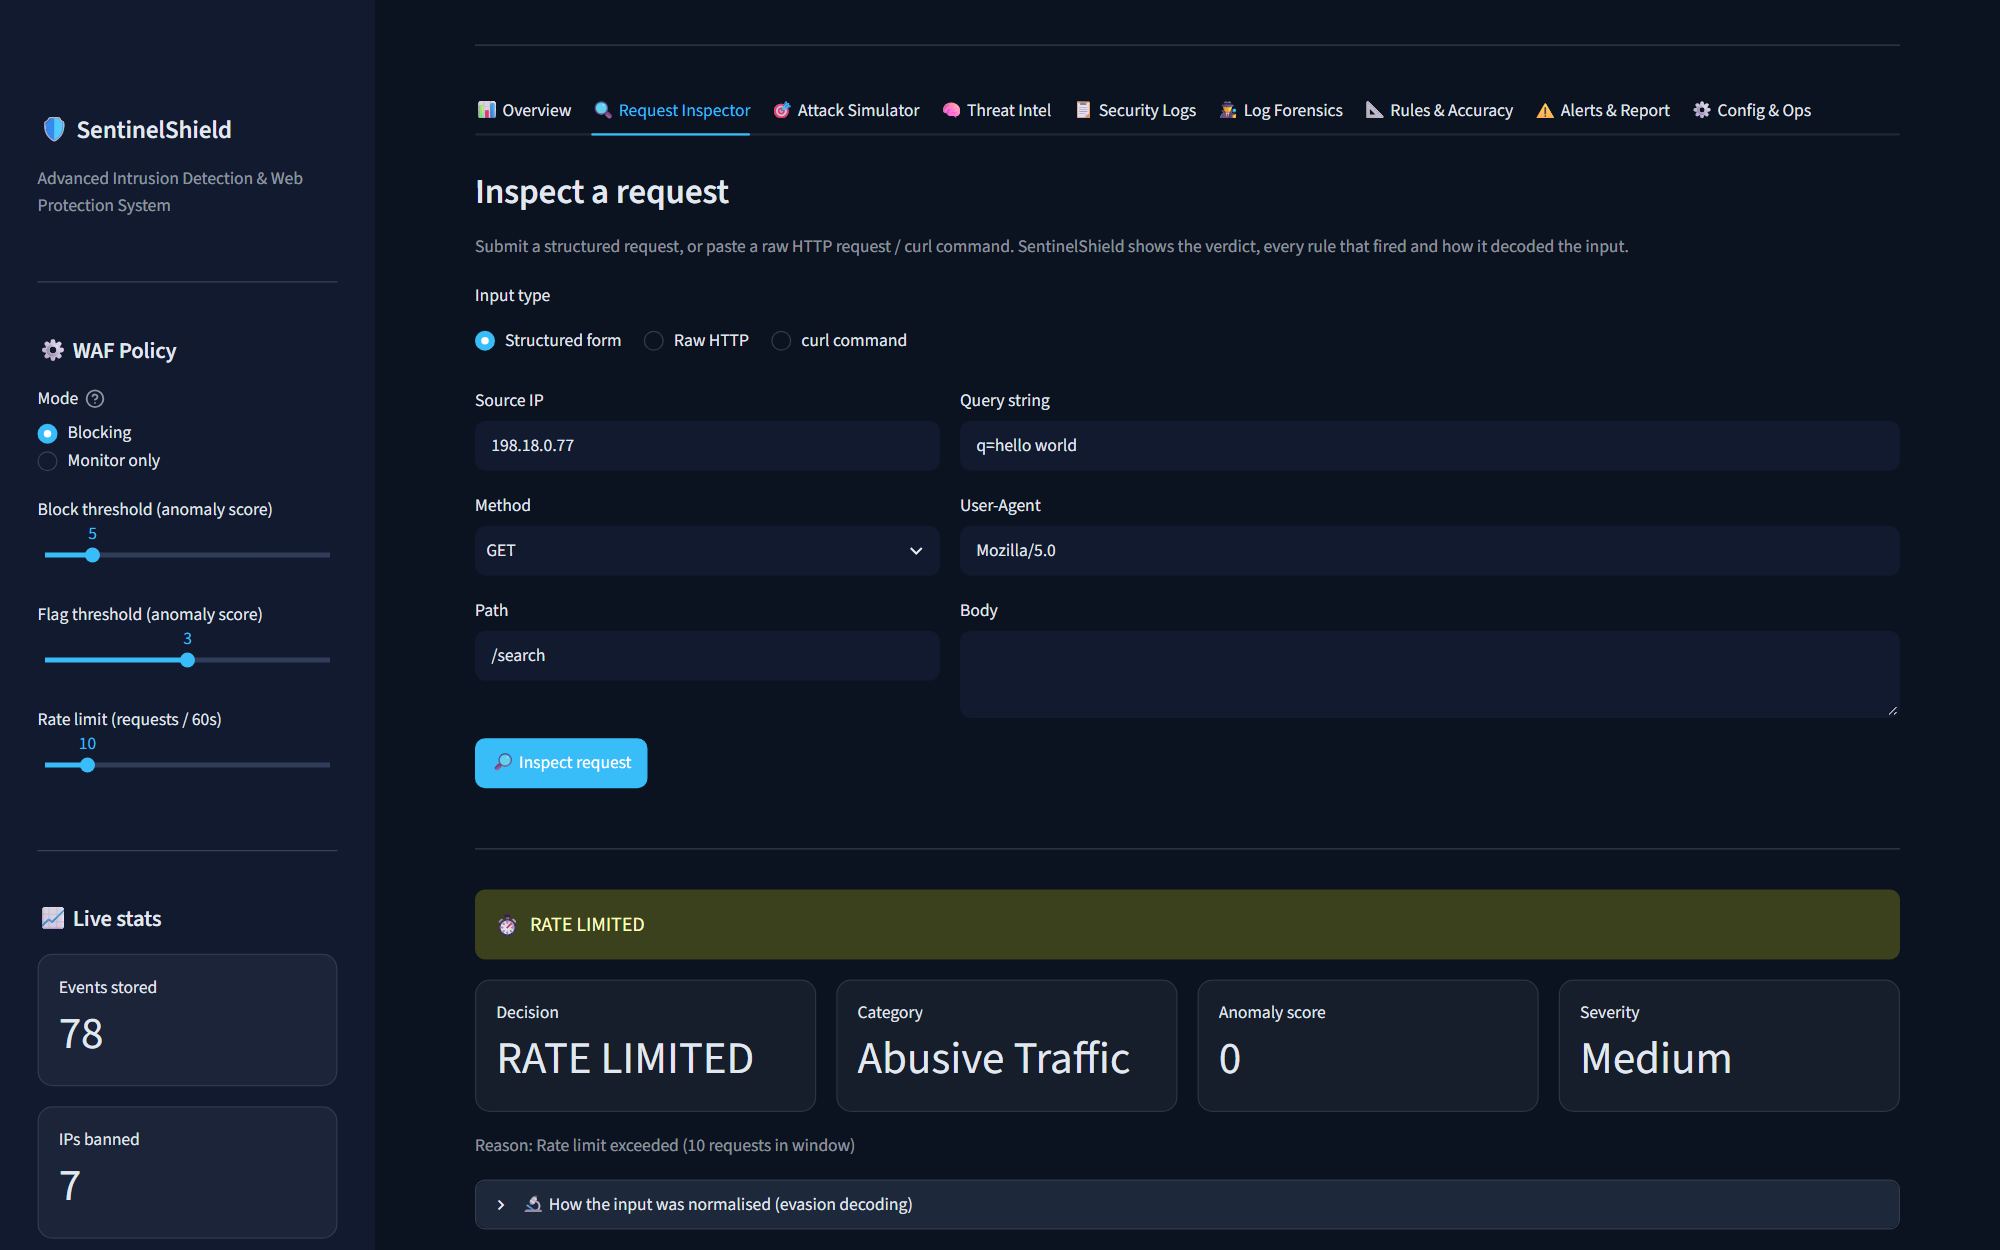 SentinelShield
Advanced Intrusion Detection & Web
Protection System
WAF Policy
Mode
Blocking
Monitor only
Block threshold (anomaly score)
5
Flag threshold (anomaly score)
3
Rate limit (requests / 60s)
10
Live stats
Events stored
78
IPs banned
7
Overview Request Inspector Attack Simulator Threat Intel Security Logs Log Forensics Rules & Accuracy Alerts & Report Config & Ops
Inspect a request
Submit a structured request, or paste a raw HTTP request / curl command. SentinelShield shows the verdict, every rule that fired and how it decoded the input.
Input type
Structured form Raw HTTP curl command
Source IP
198.18.0.77
Query string
q=hello world
Method
GET
User-Agent
Mozilla/5.0
Path
/search
Body
Inspect request
RATE LIMITED
Decision
RATE LIMITED
Category
Abusive Traffic
Anomaly score
0
Severity
Medium
Reason: Rate limit exceeded (10 requests in window)
How the input was normalised (evasion decoding)